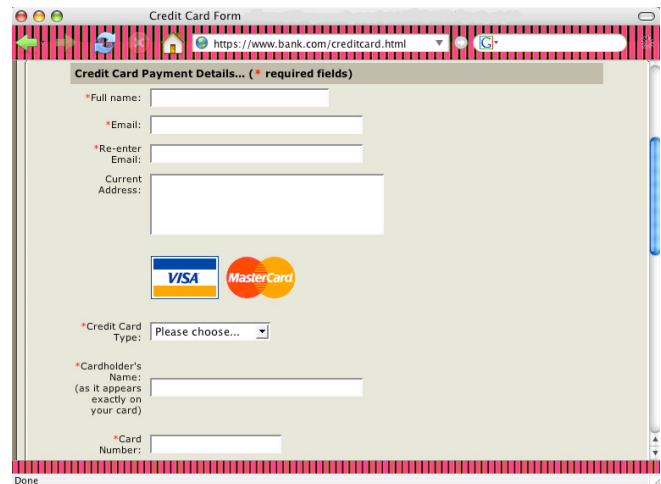 Credit Card Form
https://www.bank.com/creditcard.html
G
Credit Card Payment Details... (* required fields)
*Full name:
*Email:
*Re-enter
Email:
Current
Address:
VISA
MasterCard
*Credit Card
Type:
Please choose...
*Cardholder's
Name:
(as it appears
exactly on
your card)
*Card
Number:
Done